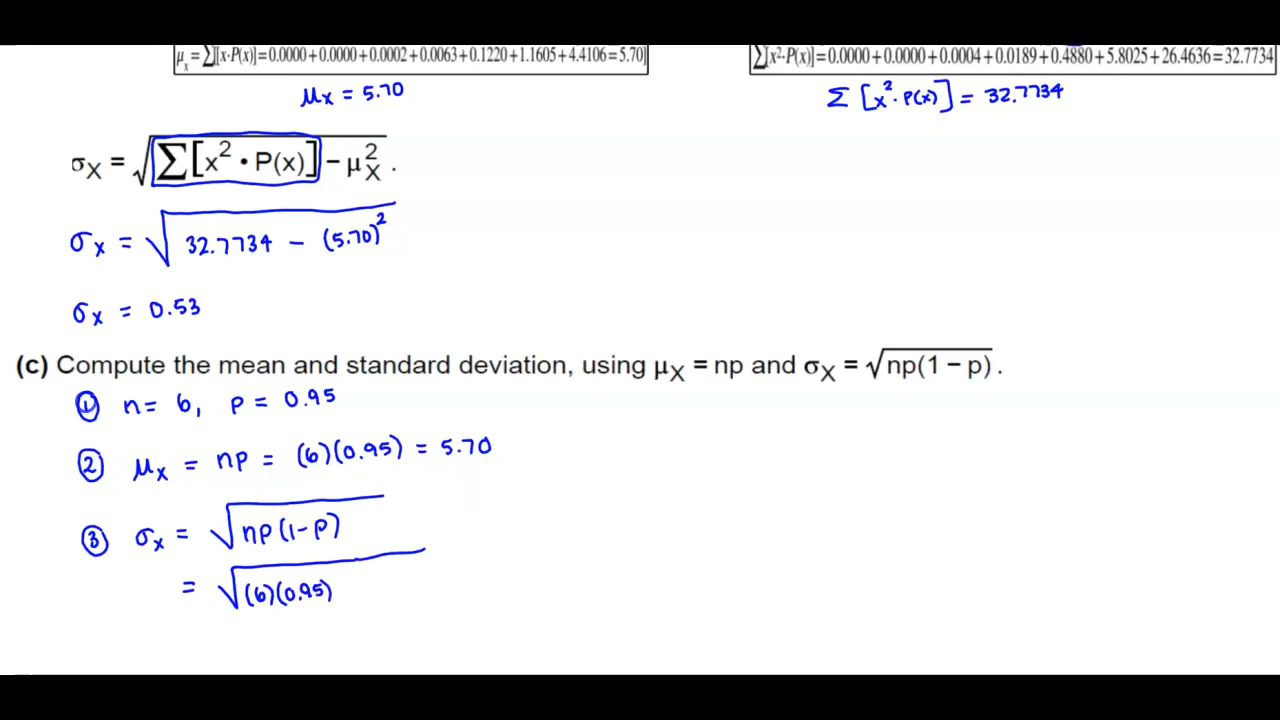 μx = ∑[x·P(x)]=0.0000+0.0000+0.0002+0.0063+0.1220+1.1605+4.4106=5.70]
∑[x²·P(x)]=0.0000+0.0000+0.0004+0.0189+0.4880+5.8025+26.4636=32.7734
μx = 5.70
Σ [x²·P(x)] = 32.7734
σX = √∑[x² • P(x)] − μX² .
σx = √32.7734 − (5.70)²
σx = 0.53
(c) Compute the mean and standard deviation, using μX = np and σX = √np(1 − p) .
① n= 6, p = 0.95
② μx = np = (6)(0.95) = 5.70
③ σx = √np(1-p)
= √(6)(0.95)